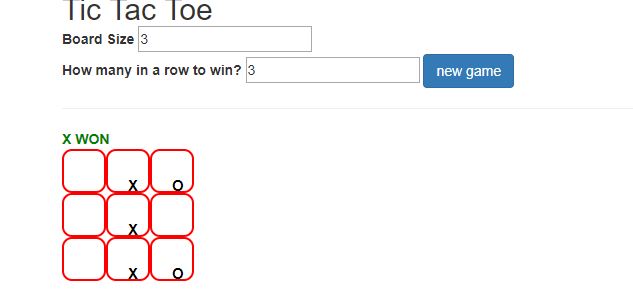 Tic Tac Toe
Board Size 3
How many in a row to win? 3 new game
X WON
X O
X
X O